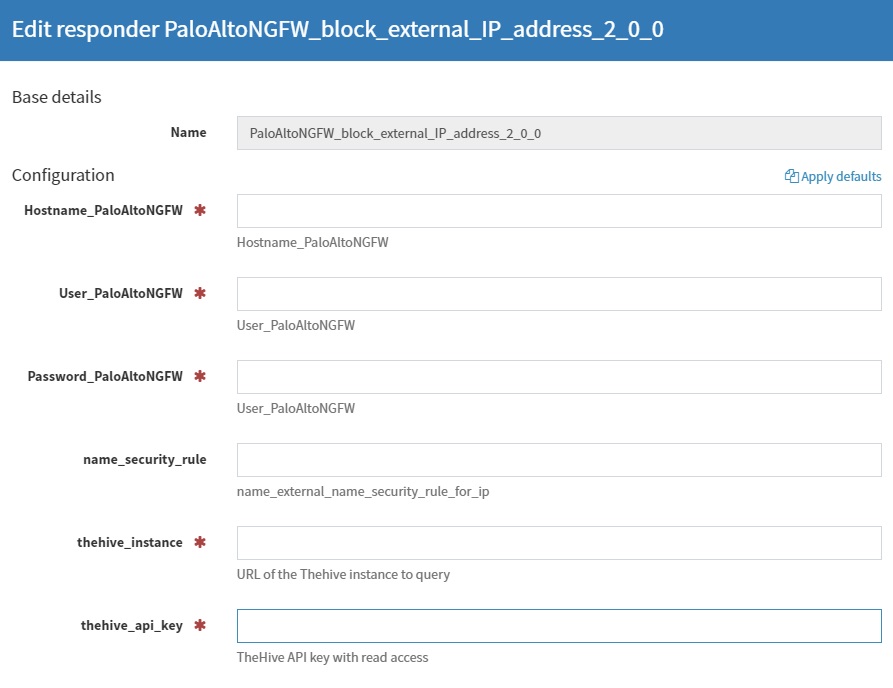 Edit responder PaloAltoNGFW_block_external_IP_address_2_0_0
Base details
Name
PaloAltoNGFW_block_external_IP_address_2_0_0
Configuration
Apply defaults
Hostname_PaloAltoNGFW ✱
Hostname_PaloAltoNGFW
User_PaloAltoNGFW ✱
User_PaloAltoNGFW
Password_PaloAltoNGFW ✱
User_PaloAltoNGFW
name_security_rule
name_external_name_security_rule_for_ip
thehive_instance ✱
URL of the Thehive instance to query
thehive_api_key ✱
TheHive API key with read access